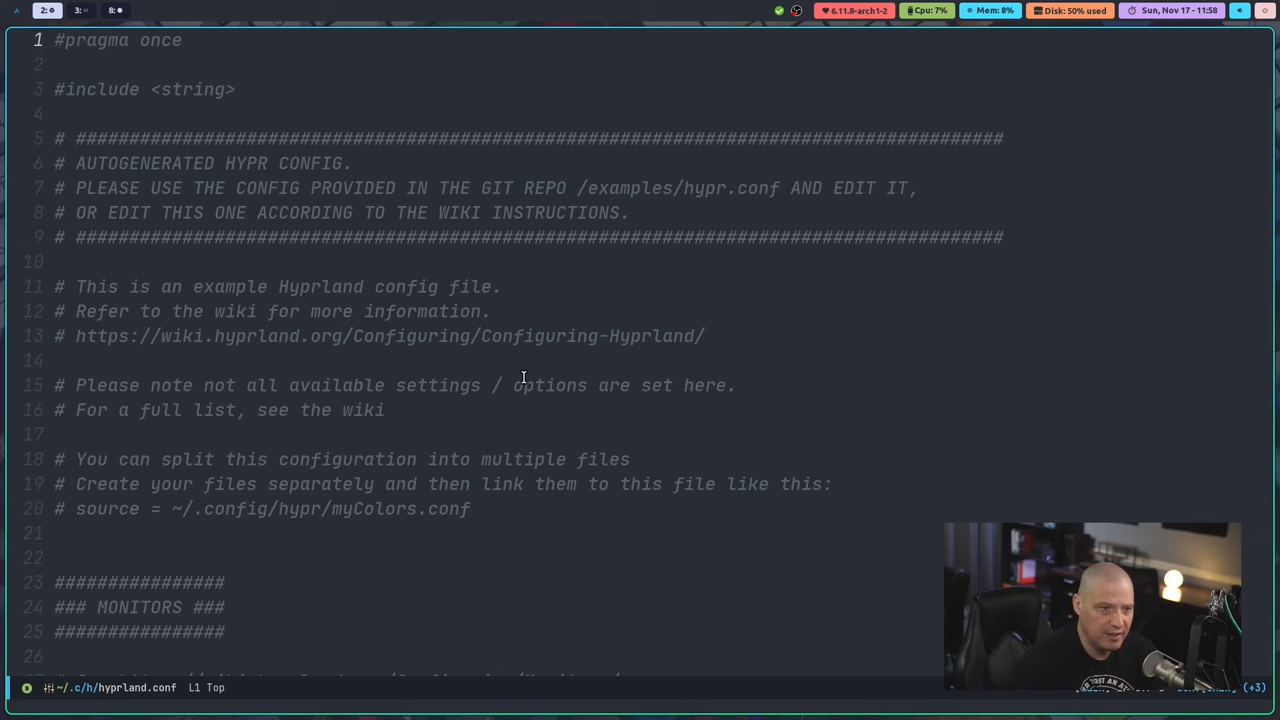 2:
3:
8:
6.11.8-arch1-2
Cpu: 7%
Mem: 8%
Disk: 50% used
Sun, Nov 17 - 11:58
1 #pragma once
2
3 #include <string>
4
5 # #######################################################################################
6 # AUTOGENERATED HYPR CONFIG.
7 # PLEASE USE THE CONFIG PROVIDED IN THE GIT REPO /examples/hypr.conf AND EDIT IT,
8 # OR EDIT THIS ONE ACCORDING TO THE WIKI INSTRUCTIONS.
9 # #######################################################################################
10
11 # This is an example Hyprland config file.
12 # Refer to the wiki for more information.
13 # https://wiki.hyprland.org/Configuring/Configuring-Hyprland/
14
15 # Please note not all available settings / options are set here.
16 # For a full list, see the wiki
17
18 # You can split this configuration into multiple files
19 # Create your files separately and then link them to this file like this:
20 # source = ~/.config/hypr/myColors.conf
21
22
23 ################
24 ### MONITORS ###
25 ################
26
~/.c/h/hyprland.conf L1 Top
(+3)